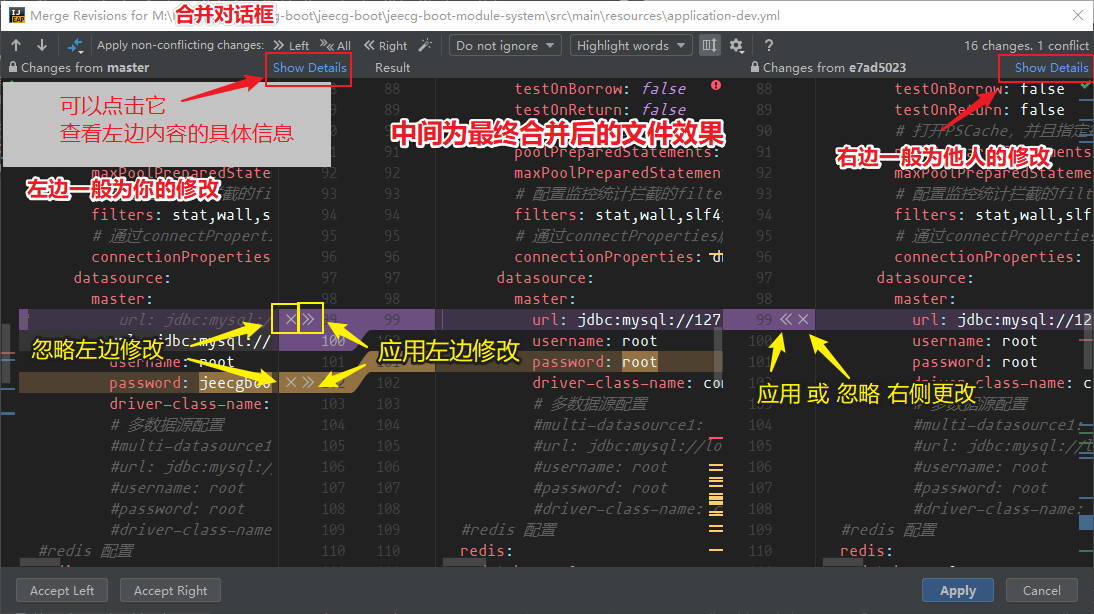 Merge Revisions for M:\ 合并对话框 g-boot\jeecg-boot\jeecg-boot-module-system\src\main\resources\application-dev.yml
Apply non-conflicting changes: Left All Right Do not ignore Highlight words ? 16 changes. 1 conflict
Changes from master Show Details Result Changes from e7ad5023 Show Details
可以点击它
查看左边内容的具体信息
左边一般为你的修改
maxPoolPreparedState
截的fi
filters: stat,wall,s
# 通过connectProperti
connectionProperties
datasource:
master:
url: jdbc:mysql:/
jdbc:mysql://
username: root
password: jeecgboo
driver-class-name:
# 多数据源配置
#multi-datasource1
#url: jdbc:mysql:/
#username: root
#password: root
#driver-class-name
#redis 配置
忽略左边修改
应用左边修改
92
93
94
95
96
97
98
99
100
103
104
105
106
107
108
109
110
88 testOnBorrow: false
89 testOnReturn: false
中间为最终合并后的文件效果
91 poolPreparedStatements:
92 maxPoolPreparedStatemen
93 # 配置监控统计拦截的filte
94 filters: stat,wall,slf4
95 # 通过connectProperties
96 connectionProperties: d
97 datasource:
98 master:
99 url: jdbc:mysql://127
100 username: root
101 password: root
102 driver-class-name: co
103 # 多数据源配置
104 #multi-datasource1:
105 #url: jdbc:mysql://lo
106 #username: root
107 #password: root
108 #driver-class-name:
109 #redis 配置
110 redis:
88 testOnBorrow: false
89 testOnReturn: false
90 # 打开PSCache，并且指定
右边一般为他人的修改
91 poolPreparedStatements
92 maxPoolPreparedStateme
93 # 配置监控统计拦截的filte
94 filters: stat,wall,slf
95 # 通过connectProperties
96 connectionProperties:
97 datasource:
98 master:
99 url: jdbc:mysql://12
username: root
password: root
102 driver-class-name: c
应用 或 忽略 右侧更改
# 多数据源配置
104 #multi-datasource1:
105 #url: jdbc:mysql://lo
106 #username: root
107 #password: root
108 #driver-class-name:
109 #redis 配置
110 redis:
Accept Left Accept Right Apply Cancel